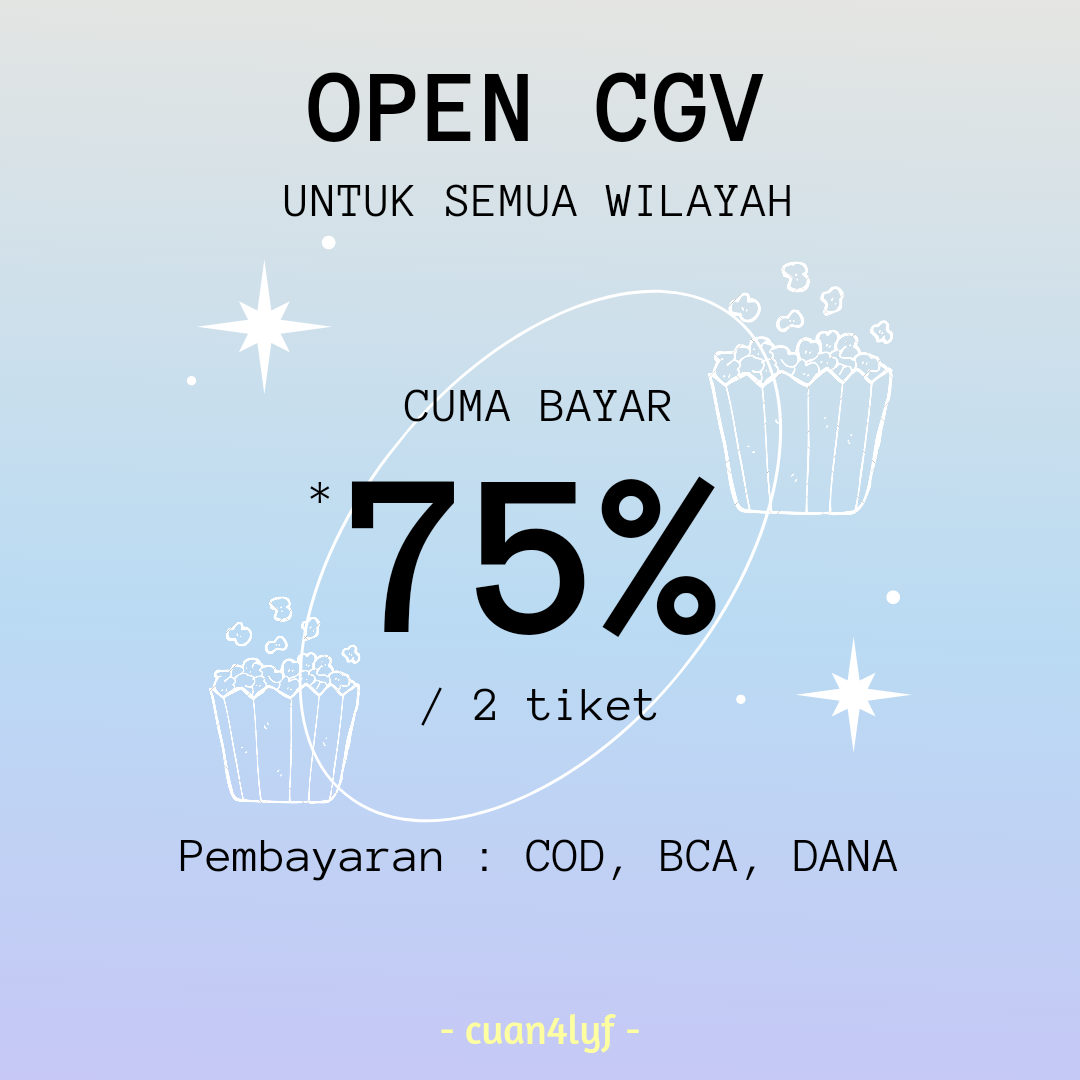 OPEN CGV
UNTUK SEMUA WILAYAH
CUMA BAYAR
*75%
/ 2 tiket
Pembayaran : COD, BCA, DANA
- cuan4lyf -